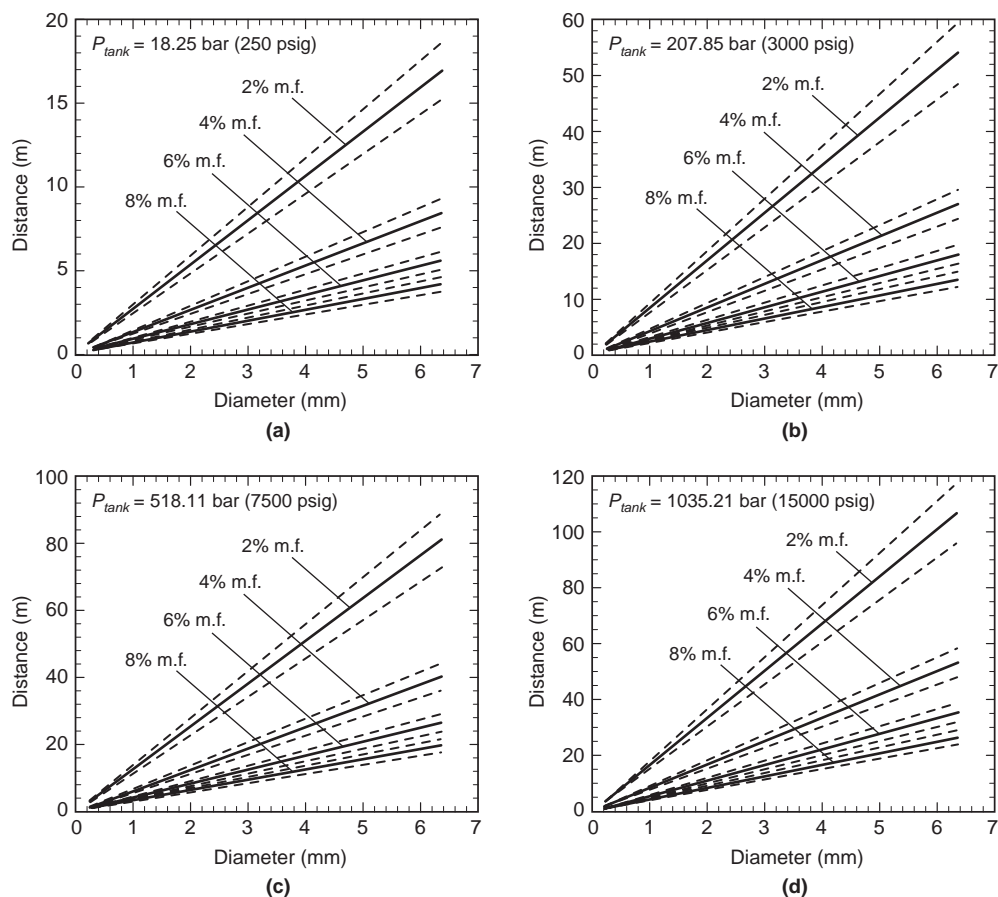 P_tank = 18.25 bar (250 psig)
2% m.f.
4% m.f.
6% m.f.
8% m.f.
Distance (m)
20
15
10
5
0
0 1 2 3 4 5 6 7
Diameter (mm)
(a)
P_tank = 207.85 bar (3000 psig)
2% m.f.
4% m.f.
6% m.f.
8% m.f.
Distance (m)
60
50
40
30
20
10
0
0 1 2 3 4 5 6 7
Diameter (mm)
(b)
P_tank = 518.11 bar (7500 psig)
2% m.f.
4% m.f.
6% m.f.
8% m.f.
Distance (m)
100
80
60
40
20
0
0 1 2 3 4 5 6 7
Diameter (mm)
(c)
P_tank = 1035.21 bar (15000 psig)
2% m.f.
4% m.f.
6% m.f.
8% m.f.
Distance (m)
120
100
80
60
40
20
0
0 1 2 3 4 5 6 7
Diameter (mm)
(d)